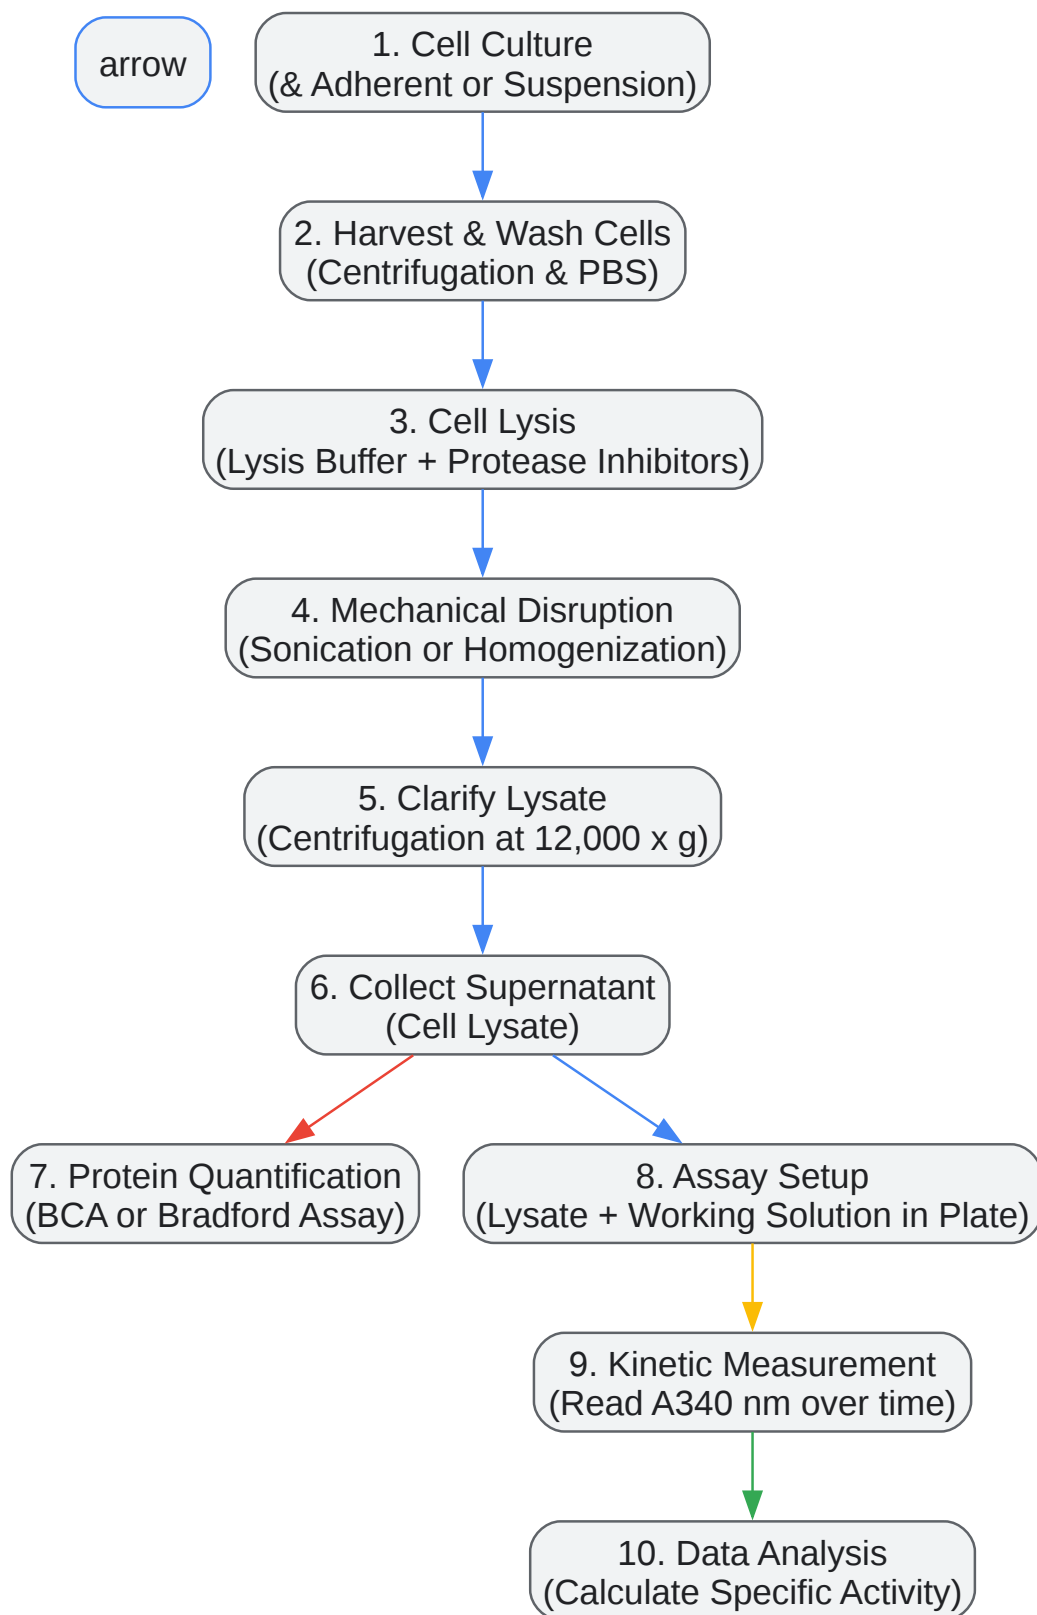 arrow
1. Cell Culture
(& Adherent or Suspension)
2. Harvest & Wash Cells
(Centrifugation & PBS)
3. Cell Lysis
(Lysis Buffer + Protease Inhibitors)
4. Mechanical Disruption
(Sonication or Homogenization)
5. Clarify Lysate
(Centrifugation at 12,000 x g)
6. Collect Supernatant
(Cell Lysate)
7. Protein Quantification
(BCA or Bradford Assay)
8. Assay Setup
(Lysate + Working Solution in Plate)
9. Kinetic Measurement
(Read A340 nm over time)
10. Data Analysis
(Calculate Specific Activity)